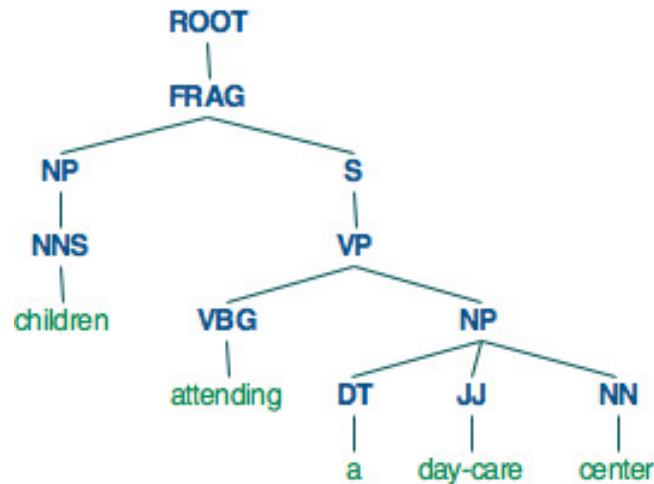 ROOT
FRAG
NP S
NNS VP
children VBG NP
attending DT JJ NN
a day-care center